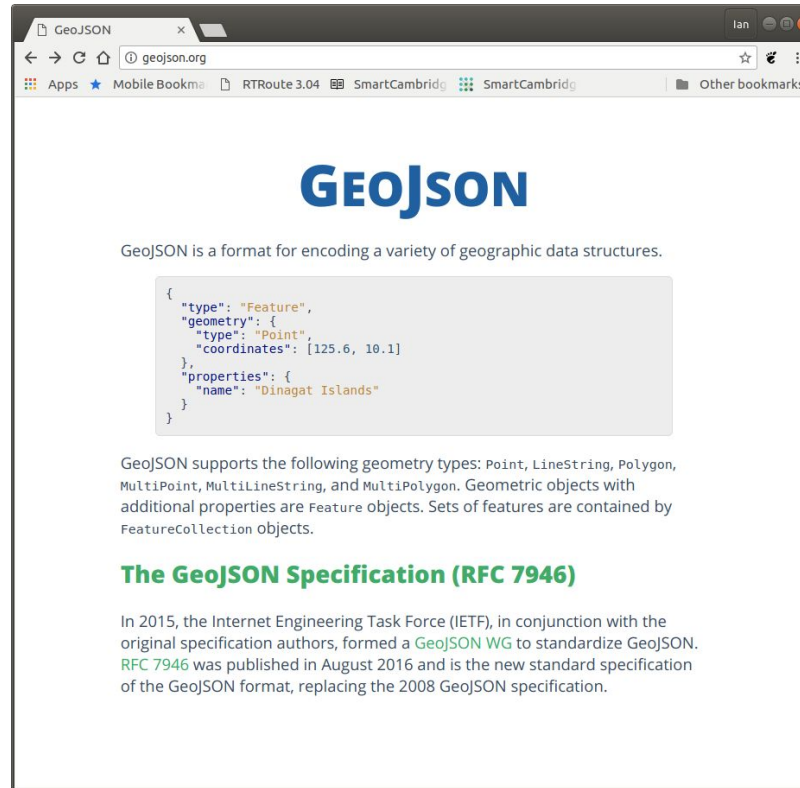 GeoJSON
Ian
geojson.org
Apps Mobile Bookma RTRoute 3.04 SmartCambridg SmartCambridg Other bookmarks
GEOJSON
GeoJSON is a format for encoding a variety of geographic data structures.
{
  "type": "Feature",
  "geometry": {
    "type": "Point",
    "coordinates": [125.6, 10.1]
  },
  "properties": {
    "name": "Dinagat Islands"
  }
}
GeoJSON supports the following geometry types: Point, LineString, Polygon,
MultiPoint, MultiLineString, and MultiPolygon. Geometric objects with
additional properties are Feature objects. Sets of features are contained by
FeatureCollection objects.
The GeoJSON Specification (RFC 7946)
In 2015, the Internet Engineering Task Force (IETF), in conjunction with the
original specification authors, formed a GeoJSON WG to standardize GeoJSON.
RFC 7946 was published in August 2016 and is the new standard specification
of the GeoJSON format, replacing the 2008 GeoJSON specification.